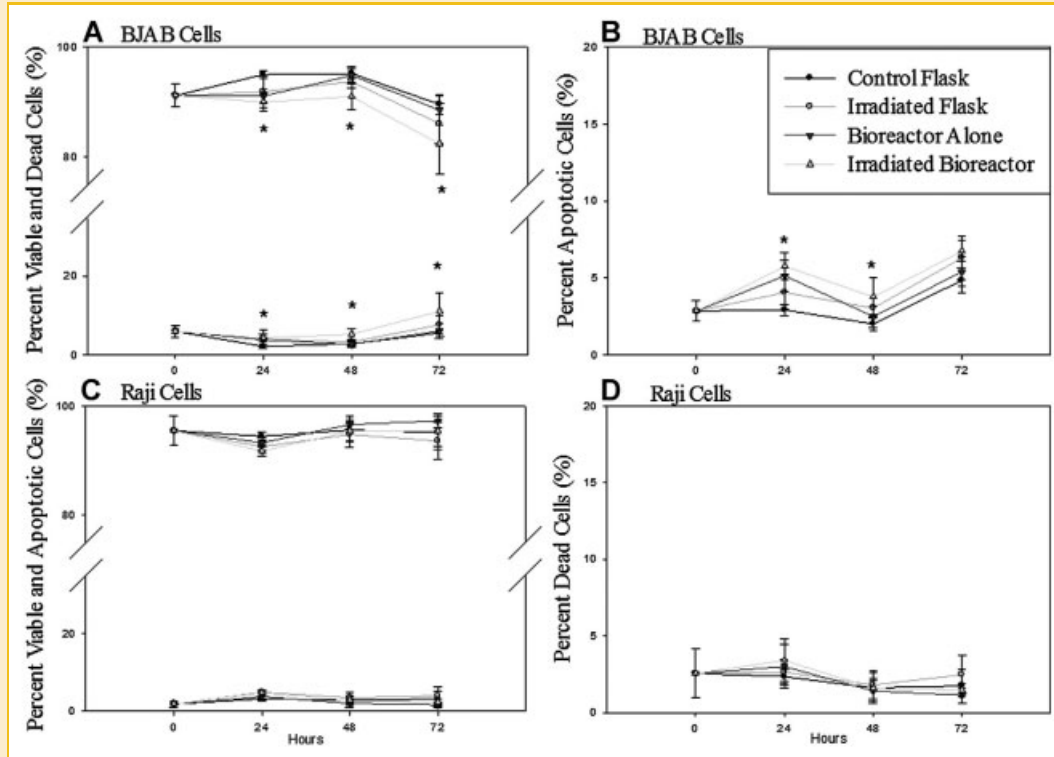 A BJAB Cells
Percent Viable and Dead Cells (%)
100
80
20
0
*
*
*
*
*
*
0 24 48 72
B BJAB Cells
Percent Apoptotic Cells (%)
20
15
10
5
0
*
*
0 24 48 72
Control Flask
Irradiated Flask
Bioreactor Alone
Irradiated Bioreactor
C Raji Cells
Percent Viable and Apoptotic Cells (%)
100
80
20
0
0 24 48 72
Hours
D Raji Cells
Percent Dead Cells (%)
20
15
10
5
0
0 24 48 72
Hours